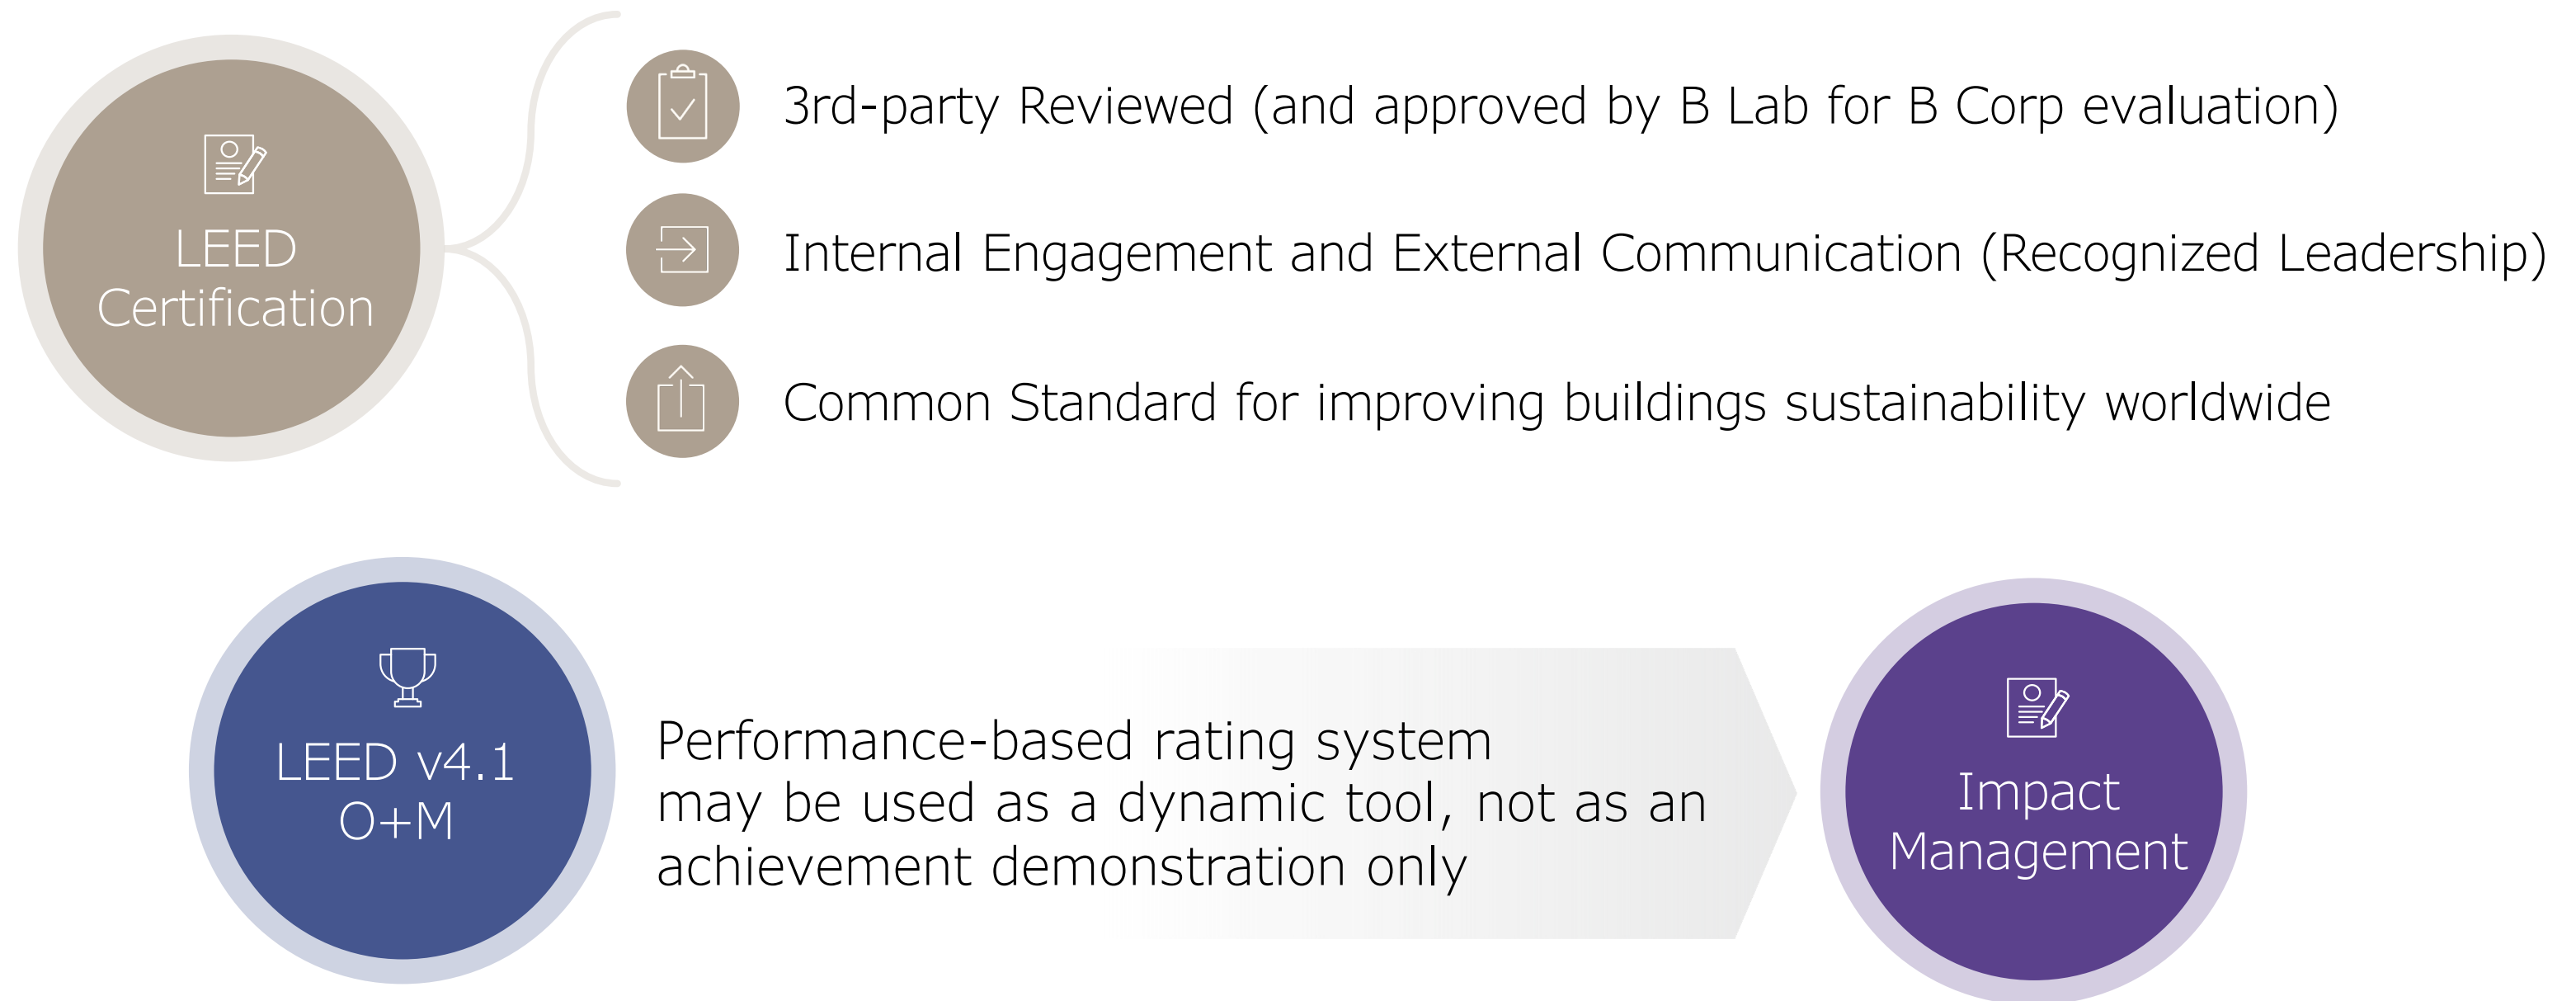 LEED
Certification
3rd-party Reviewed (and approved by B Lab for B Corp evaluation)
Internal Engagement and External Communication (Recognized Leadership)
Common Standard for improving buildings sustainability worldwide
LEED v4.1
O+M
Performance-based rating system
may be used as a dynamic tool, not as an
achievement demonstration only
Impact
Management